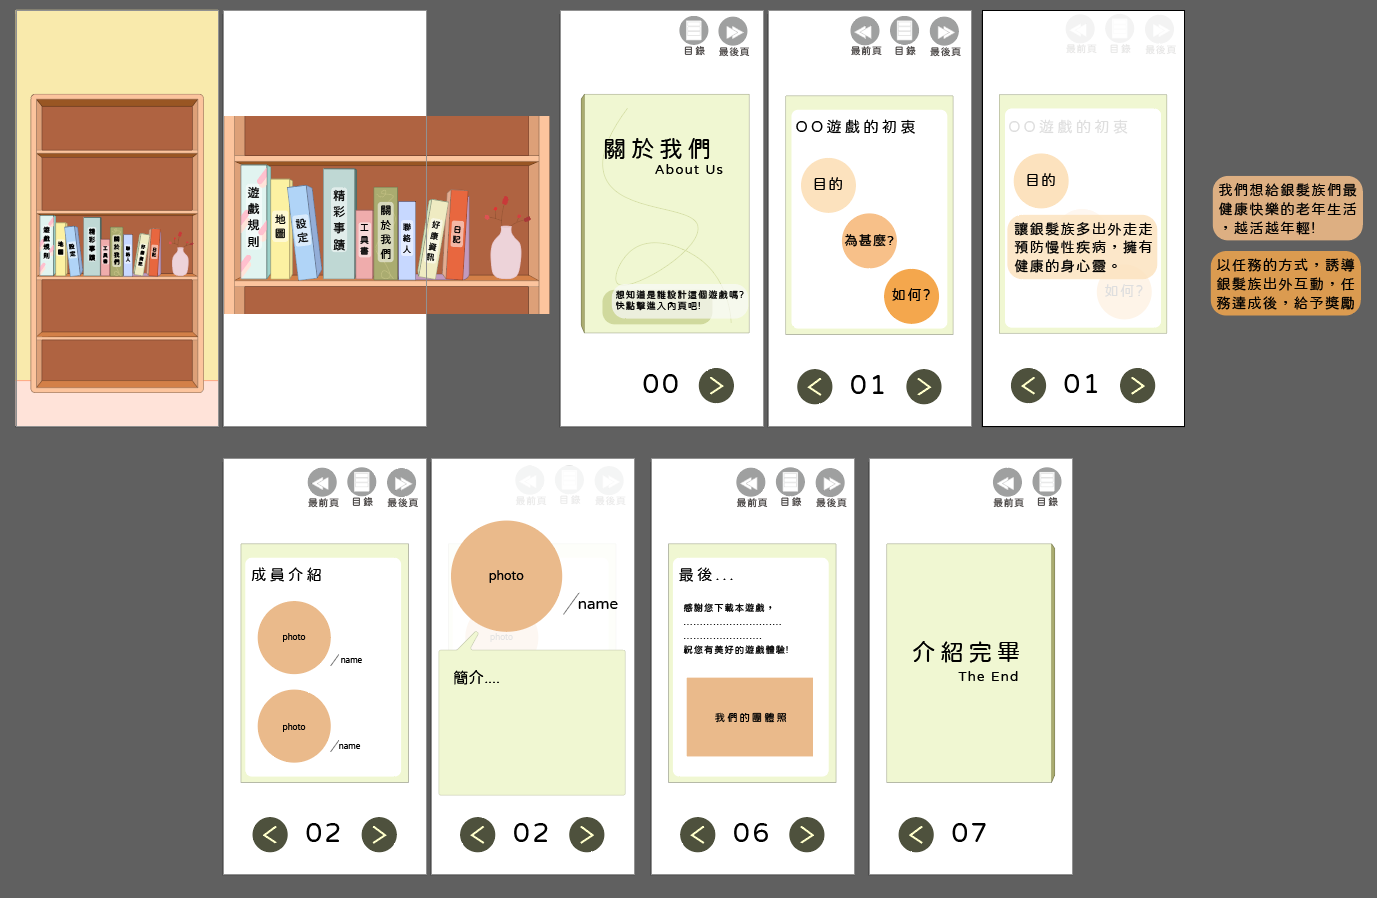 遊戲規則
地圖
設定
精彩事蹟
工具書
關於我們
聯絡人
好康資訊
日記
遊戲規則
地圖
設定
精彩事蹟
工具書
關於我們
聯絡人
好康資訊
日記
目錄
最後頁
關於我們
About Us
想知道是誰設計這個遊戲嗎?
快點擊進入內頁吧!
00
最前頁
目錄
最後頁
OO遊戲的初衷
目的
為甚麼?
如何?
01
最前頁
目錄
最後頁
OO遊戲的初衷
目的
讓銀髮族多出外走走
預防慢性疾病，擁有
健康的身心靈。
如何?
01
我們想給銀髮族們最
健康快樂的老年生活
，越活越年輕!
以任務的方式，誘導
銀髮族出外互動，任
務達成後，給予獎勵
最前頁
目錄
最後頁
成員介紹
photo
name
photo
name
02
最前頁
目錄
最後頁
photo
name
photo
簡介....
02
最前頁
目錄
最後頁
最後...
感謝您下載本遊戲，
..............................
........................
祝您有美好的遊戲體驗!
我們的團體照
06
最前頁
目錄
介紹完畢
The End
07